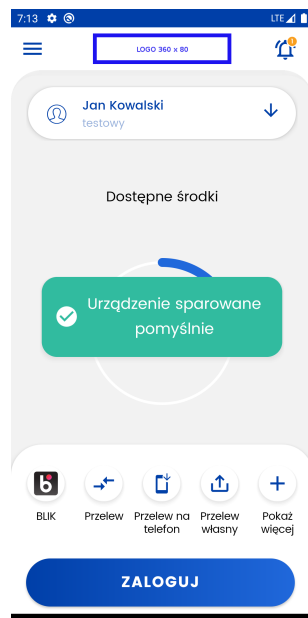 7:13
LTE
LOGO 360 x 80
Jan Kowalski
testowy
Dostępne środki
Urządzenie sparowane
pomyślnie
BLIK
Przelew
Przelew na
telefon
Przelew
własny
Pokaż
więcej
ZALOGUJ